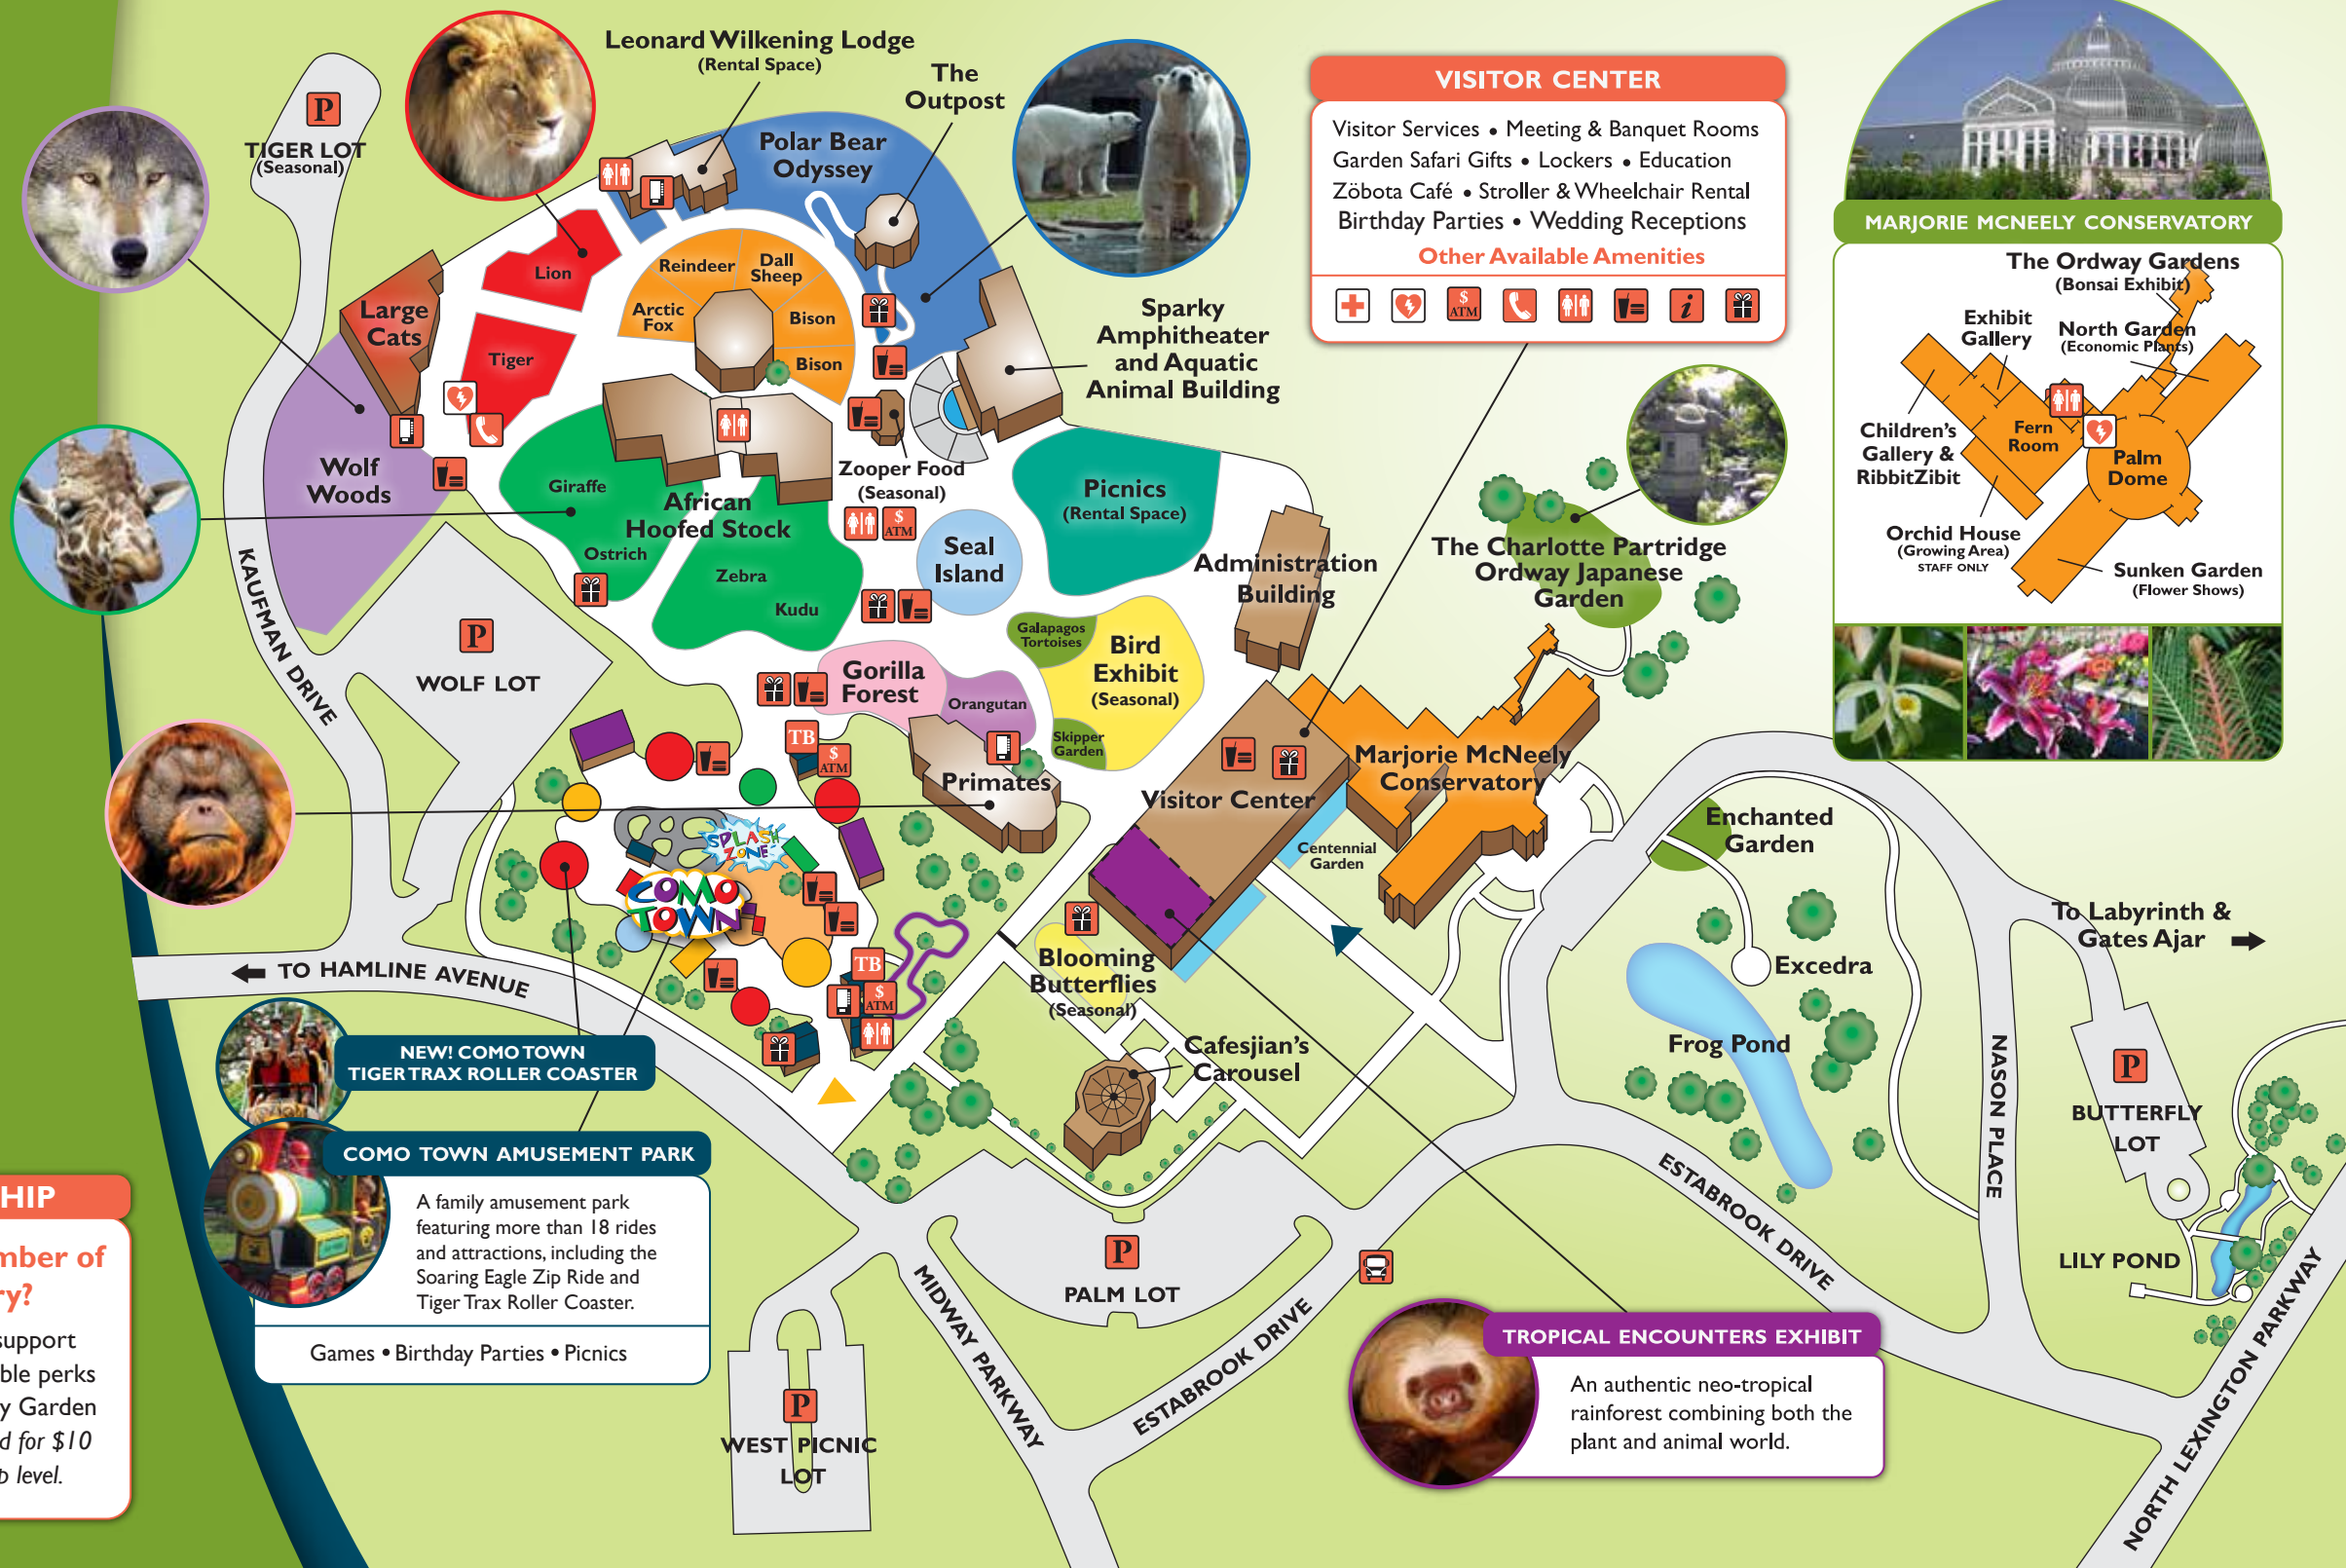 Leonard Wilkening Lodge
(Rental Space)
The
Outpost
P
TIGER LOT
(Seasonal)
Polar Bear
Odyssey
Lion
Reindeer
Dall
Sheep
Arctic
Fox
Bison
Bison
Large
Cats
Tiger
Sparky
Amphitheater
and Aquatic
Animal Building
Wolf
Woods
Giraffe
African
Hoofed Stock
Ostrich
Zebra
Kudu
Zooper Food
(Seasonal)
$
ATM
Seal
Island
Picnics
(Rental Space)
Administration
Building
KAUFMAN DRIVE
P
WOLF LOT
Galapagos
Tortoises
Bird
Exhibit
(Seasonal)
Gorilla
Forest
Orangutan
Skipper
Garden
TB
$
ATM
Primates
Visitor Center
Marjorie McNeely
Conservatory
Centennial
Garden
SPLASH
ZONE
COMO
TOWN
TB
$
ATM
Blooming
Butterflies
(Seasonal)
Cafesjian's
Carousel
TO HAMLINE AVENUE
NEW! COMO TOWN
TIGER TRAX ROLLER COASTER
COMO TOWN AMUSEMENT PARK
A family amusement park
featuring more than 18 rides
and attractions, including the
Soaring Eagle Zip Ride and
Tiger Trax Roller Coaster.
Games • Birthday Parties • Picnics
HIP
mber of
ry?
support
ble perks
y Garden
d for $10
level.
P
WEST PICNIC
LOT
MIDWAY PARKWAY
P
PALM LOT
ESTABROOK DRIVE
VISITOR CENTER
Visitor Services • Meeting & Banquet Rooms
Garden Safari Gifts • Lockers • Education
Zöbota Café • Stroller & Wheelchair Rental
Birthday Parties • Wedding Receptions
Other Available Amenities
$
ATM
i
The Charlotte Partridge
Ordway Japanese
Garden
MARJORIE MCNEELY CONSERVATORY
The Ordway Gardens
(Bonsai Exhibit)
Exhibit
Gallery
North Garden
(Economic Plants)
Children's
Gallery &
RibbitZibit
Fern
Room
Palm
Dome
Orchid House
(Growing Area)
STAFF ONLY
Sunken Garden
(Flower Shows)
Enchanted
Garden
Excedra
To Labyrinth &
Gates Ajar
Frog Pond
NASON PLACE
P
BUTTERFLY
LOT
LILY POND
ESTABROOK DRIVE
NORTH LEXINGTON PARKWAY
TROPICAL ENCOUNTERS EXHIBIT
An authentic neo-tropical
rainforest combining both the
plant and animal world.